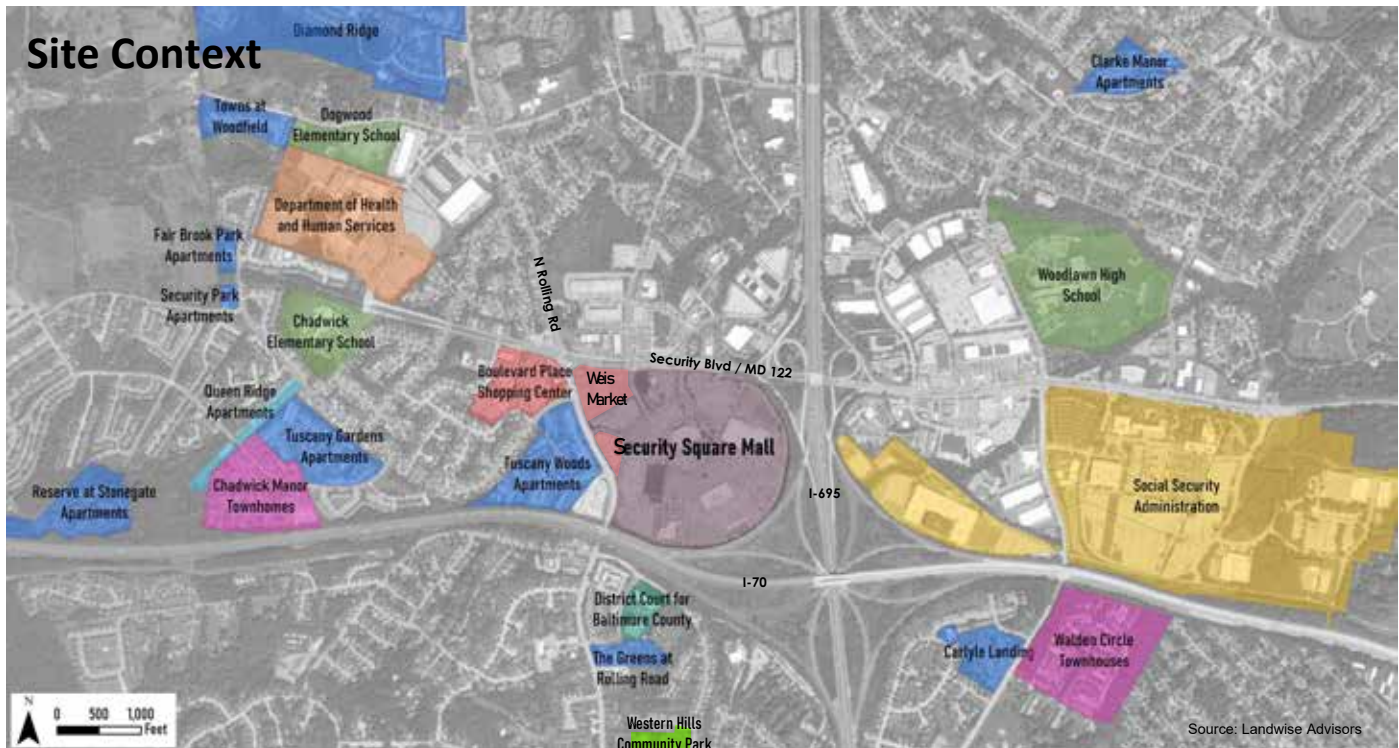 Site Context
Diamond Ridge
Clarke Manor
Apartments
Towns at
Woodfield
Dogwood
Elementary School
Department of Health
and Human Services
Fair Brook Park
Apartments
Security Park
Apartments
Chadwick
Elementary School
N Rolling Rd
Woodlawn High
School
Security Blvd / MD 122
Boulevard Place
Shopping Center
Weis
Market
Queen Ridge
Apartments
Tuscany Gardens
Apartments
Security Square Mall
Tuscany Woods
Apartments
Reserve at Stonegate
Apartments
Chadwick Manor
Townhomes
I-695
Social Security
Administration
I-70
District Court for
Baltimore County
The Greens at
Rolling Road
Carlyle Landing
Walden Circle
Townhouses
Western Hills
Community Park
N
0 500 1,000
Feet
Source: Landwise Advisors